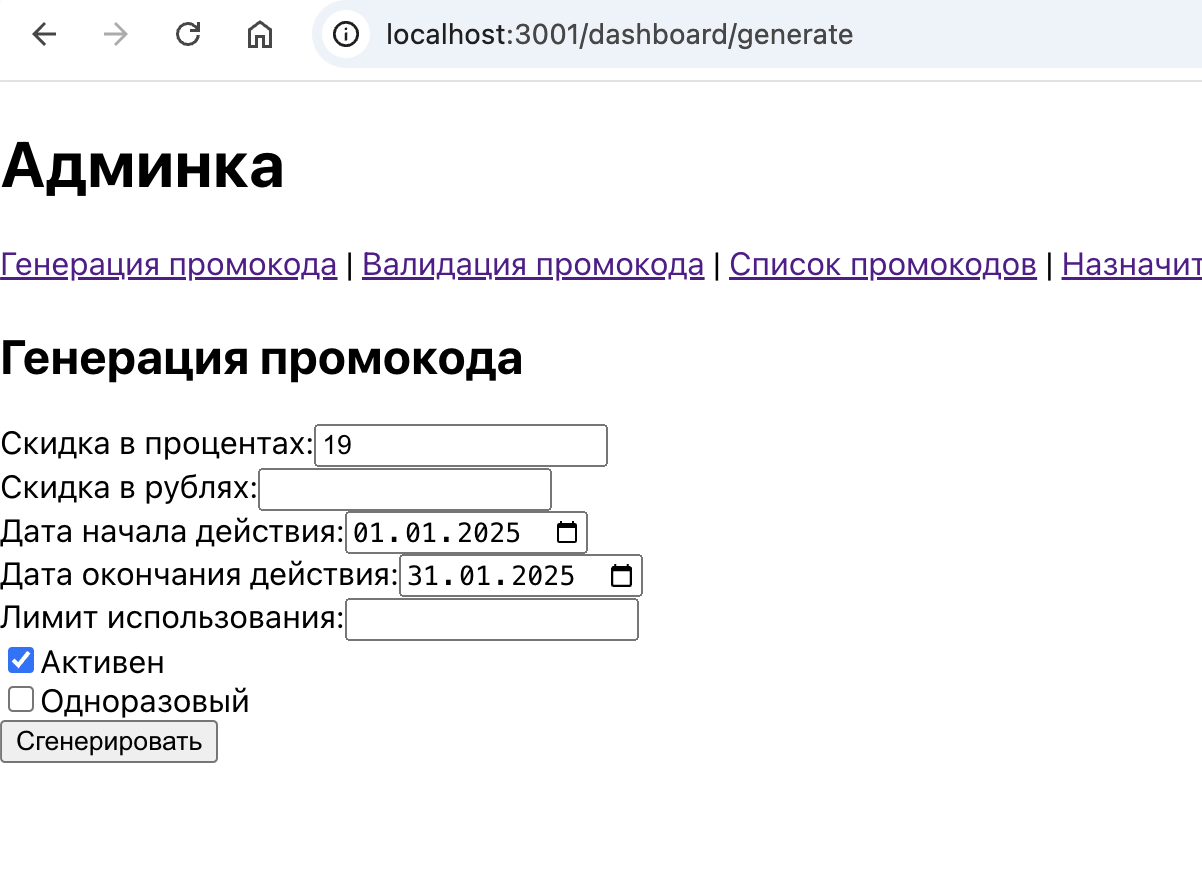 localhost:3001/dashboard/generate
Админка
Генерация промокода | Валидация промокода | Список промокодов | Назначит
Генерация промокода
Скидка в процентах: 19
Скидка в рублях:
Дата начала действия: 01.01.2025
Дата окончания действия: 31.01.2025
Лимит использования:
Активен
Одноразовый
Сгенерировать